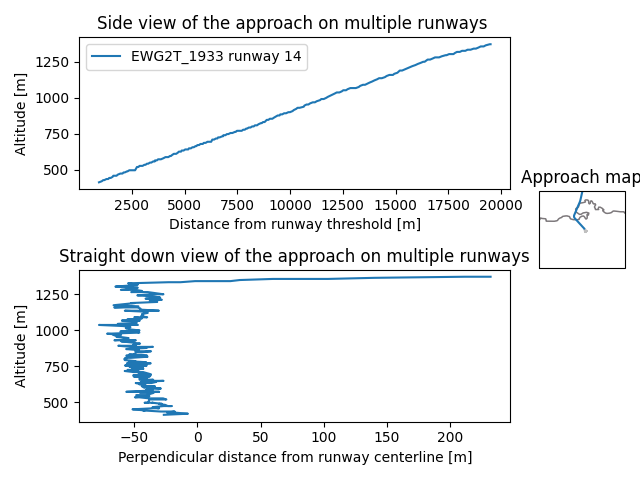 Side view of the approach on multiple runways
EWG2T_1933 runway 14
1250
1000
750
500
Altitude [m]
2500 5000 7500 10000 12500 15000 17500 20000
Distance from runway threshold [m]
Approach map
Straight down view of the approach on multiple runways
1250
1000
750
500
Altitude [m]
−50 0 50 100 150 200
Perpendicular distance from runway centerline [m]